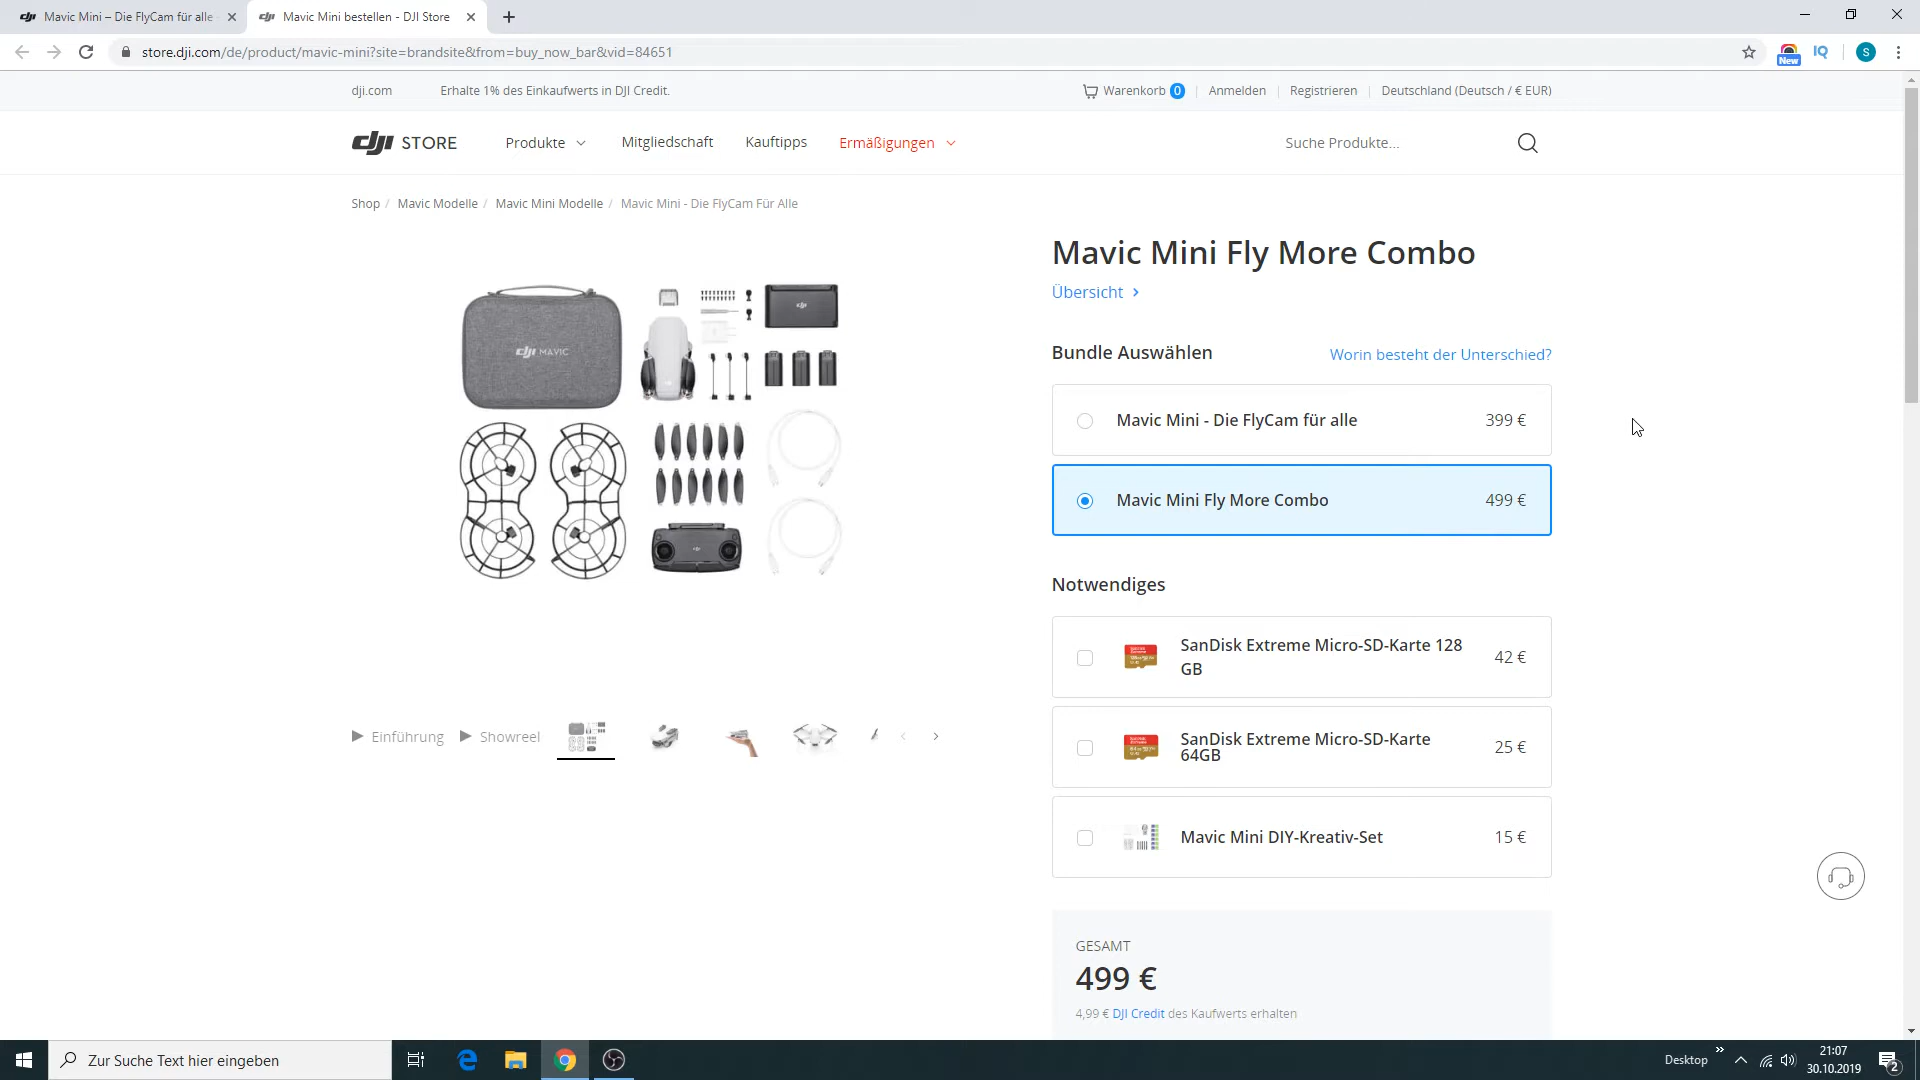 Mavic Mini – Die FlyCam für alle
Mavic Mini bestellen - DJI Store
store.dji.com/de/product/mavic-mini?site=brandsite&from=buy_now_bar&vid=84651
New
IQ
S
dji.com
Erhalte 1% des Einkaufwerts in DJI Credit.
Warenkorb 0
Anmelden
Registrieren
Deutschland (Deutsch / € EUR)
dji STORE
Produkte
Mitgliedschaft
Kauftipps
Ermäßigungen
Suche Produkte...
Shop / Mavic Modelle / Mavic Mini Modelle / Mavic Mini - Die FlyCam Für Alle
Mavic Mini Fly More Combo
Übersicht
dji MAVIC
Bundle Auswählen
Worin besteht der Unterschied?
Mavic Mini - Die FlyCam für alle
399 €
Mavic Mini Fly More Combo
499 €
Notwendiges
SanDisk Extreme Micro-SD-Karte 128
GB
42 €
SanDisk Extreme Micro-SD-Karte
64GB
25 €
Mavic Mini DIY-Kreativ-Set
15 €
Einführung
Showreel
GESAMT
499 €
4,99 € DJI Credit des Kaufwerts erhalten
Zur Suche Text hier eingeben
Desktop
21:07
30.10.2019
2